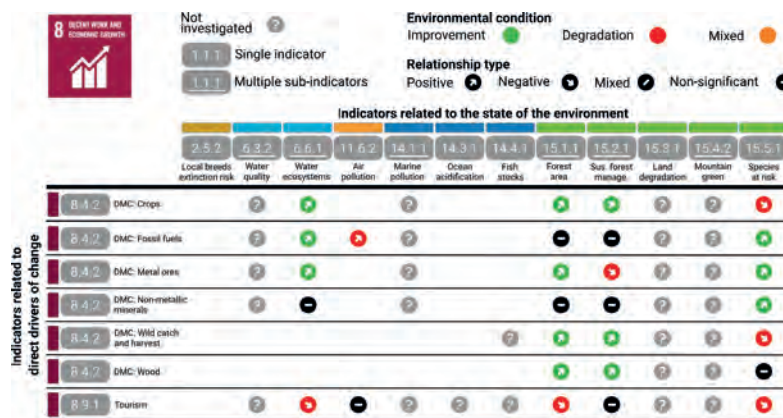 8 DECENT WORK AND ECONOMIC GROWTH
Not investigated ?
1.1.1 Single indicator
1.1.1 Multiple sub-indicators
Environmental condition
Improvement Degradation Mixed
Relationship type
Positive Negative Mixed Non-significant
Indicators related to the state of the environment
2.5.2 6.3.2 6.6.1 11.6.2 14.1.1 14.3.1 14.4.1 15.1.1 15.2.1 15.3.1 15.4.2 15.5.1
Local breeds extinction risk
Water quality
Water ecosystems
Air pollution
Marine pollution
Ocean acidification
Fish stocks
Forest area
Sus. forest manage.
Land degradation
Mountain green
Species at risk
Indicators related to direct drivers of change
8.4.2 DMC: Crops ? ? ? ?
8.4.2 DMC: Fossil fuels ? ? ? ?
8.4.2 DMC: Metal ores ? ? ? ?
8.4.2 DMC: Non-metallic minerals ? ? ? ?
8.4.2 DMC: Wild catch and harvest ? ? ?
8.4.2 DMC: Wood ? ?
8.9.1 Tourism ? ? ? ? ? ?